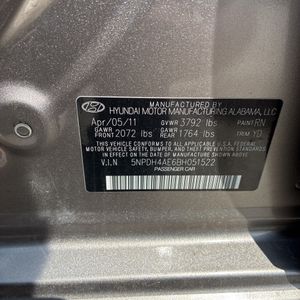 HYUNDAI MOTOR MANUFACTURING ALABAMA, LLC
Apr/05/11 GVWR 3792 lbs PAINT RN
GAWR FRONT 2072 lbs GAWR REAR 1764 lbs TRIM YD
THIS VEHICLE CONFORMS TO ALL APPLICABLE U.S.A FEDERAL
MOTOR VEHICLE SAFETY, BUMPER, AND THEFT PREVENTION
STANDARDS IN EFFECT ON THE DATE OF MANUFACTURE SHOWN ABOVE.
V.I.N 5NPDH4AE6BH051522
PASSENGER CAR